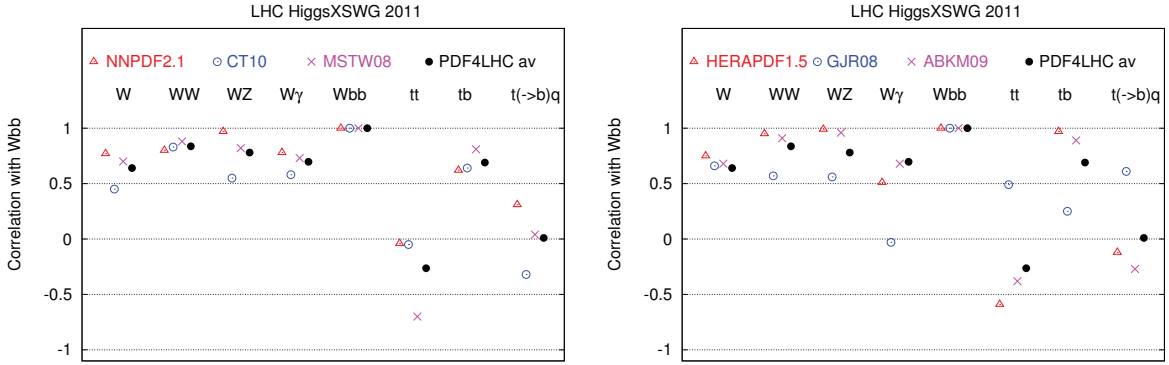 LHC HiggsXSWG 2011
NNPDF2.1 CT10 MSTW08 PDF4LHC av
W WW WZ Wγ Wbb tt tb t(->b)q
1
0.5
0
-0.5
-1
Correlation with Wbb
LHC HiggsXSWG 2011
HERAPDF1.5 GJR08 ABKM09 PDF4LHC av
W WW WZ Wγ Wbb tt tb t(->b)q
1
0.5
0
-0.5
-1
Correlation with Wbb